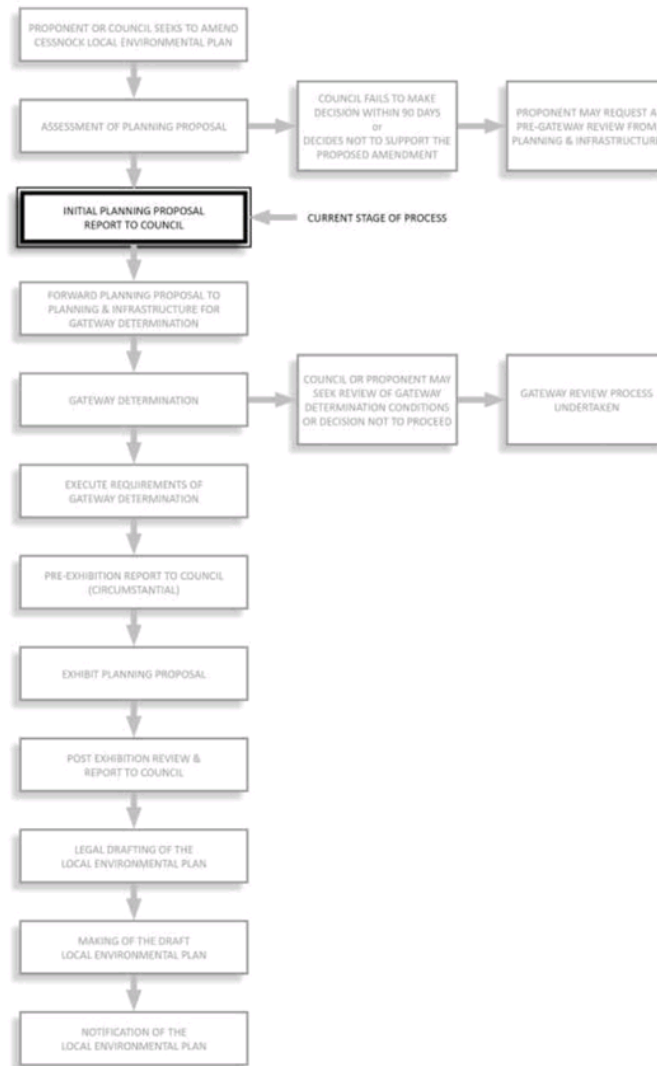 PROPONENT OR COUNCIL SEEKS TO AMEND
CESSNOCK LOCAL ENVIRONMENTAL PLAN
ASSESSMENT OF PLANNING PROPOSAL
COUNCIL FAILS TO MAKE
DECISION WITHIN 90 DAYS
or
DECIDES NOT TO SUPPORT THE
PROPOSED AMENDMENT
PROPONENT MAY REQUEST A
PRE-GATEWAY REVIEW FROM
PLANNING & INFRASTRUCTURE
INITIAL PLANNING PROPOSAL
REPORT TO COUNCIL
CURRENT STAGE OF PROCESS
FORWARD PLANNING PROPOSAL TO
PLANNING & INFRASTRUCTURE FOR
GATEWAY DETERMINATION
GATEWAY DETERMINATION
COUNCIL OR PROPONENT MAY
SEEK REVIEW OF GATEWAY
DETERMINATION CONDITIONS
OR DECISION NOT TO PROCEED
GATEWAY REVIEW PROCESS
UNDERTAKEN
EXECUTE REQUIREMENTS OF
GATEWAY DETERMINATION
PRE-EXHIBITION REPORT TO COUNCIL
(CIRCUMSTANTIAL)
EXHIBIT PLANNING PROPOSAL
POST EXHIBITION REVIEW &
REPORT TO COUNCIL
LEGAL DRAFTING OF THE
LOCAL ENVIRONMENTAL PLAN
MAKING OF THE DRAFT
LOCAL ENVIRONMENTAL PLAN
NOTIFICATION OF THE
LOCAL ENVIRONMENTAL PLAN